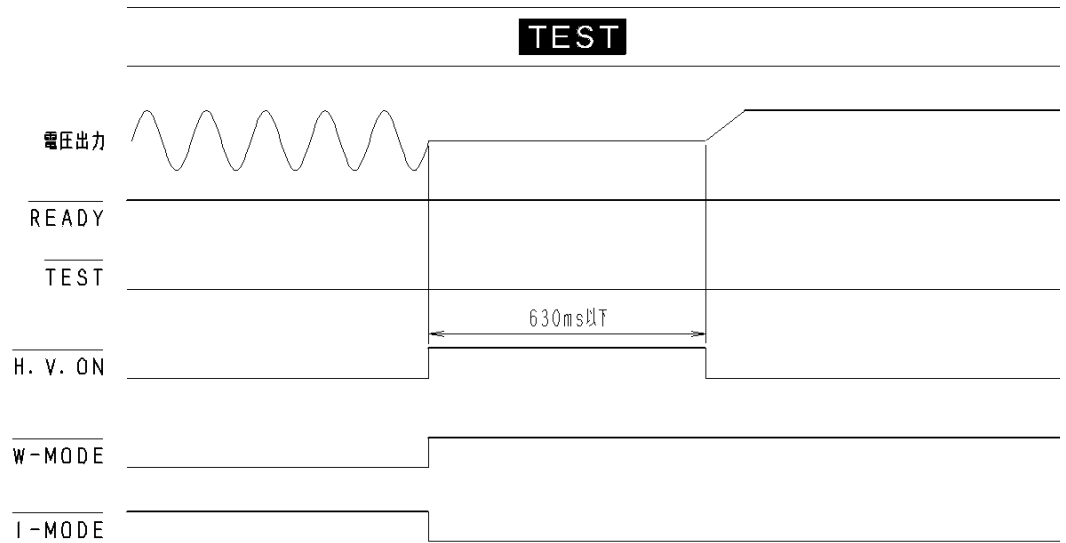 TEST
電圧出力
READY
TEST
630ms以下
H.V.ON
W-MODE
I-MODE